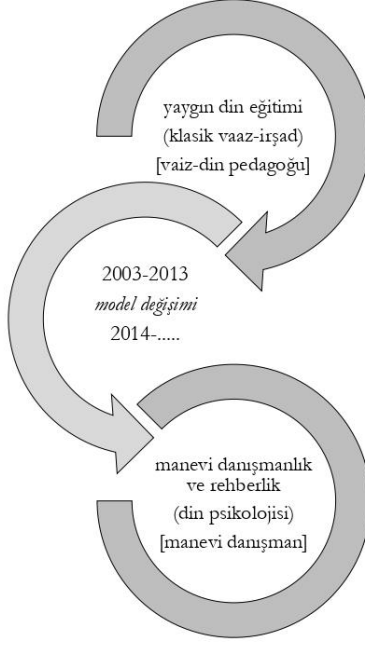 yaygın din eğitimi
(klasik vaaz-irşad)
[vaiz-din pedagoğu]
2003-2013
model değişimi
2014-.....
manevi danışmanlık
ve rehberlik
(din psikolojisi)
[manevi danışman]